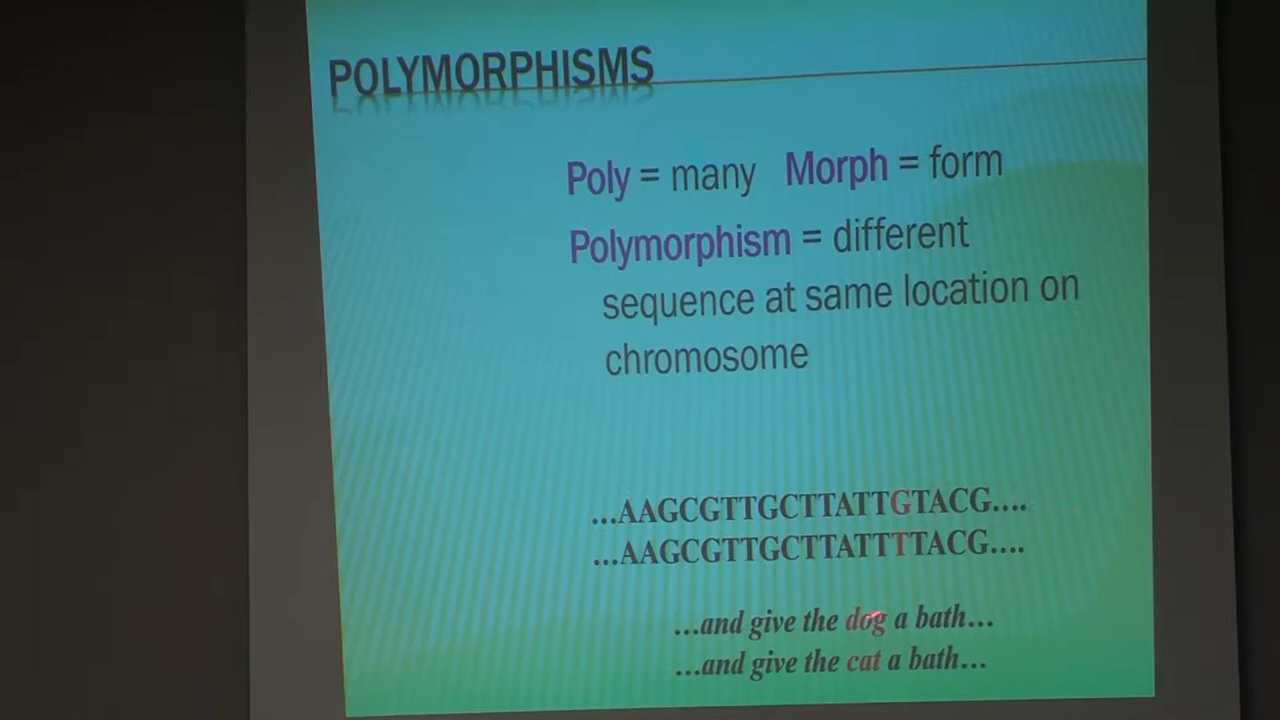 POLYMORPHISMS
Poly = many Morph = form
Polymorphism = different
sequence at same location on
chromosome
...AAGCGTTGCTTATTGTACG....
...AAGCGTTGCTTATTTTACG....
...and give the dog a bath...
...and give the cat a bath...